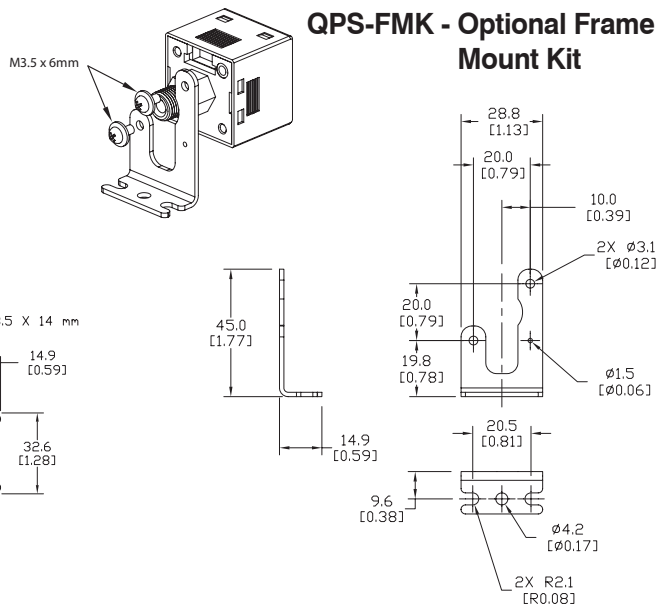 QPS-FMK - Optional Frame
Mount Kit
M3.5 x 6mm
28.8
[1.13]
20.0
[0.79]
10.0
[0.39]
2X Ø3.1
[Ø0.12]
20.0
[0.79]
19.8
[0.78]
Ø1.5
[Ø0.06]
45.0
[1.77]
14.9
[0.59]
.5 X 14 mm
14.9
[0.59]
32.6
[1.28]
20.5
[0.81]
9.6
[0.38]
Ø4.2
[Ø0.17]
2X R2.1
[R0.08]